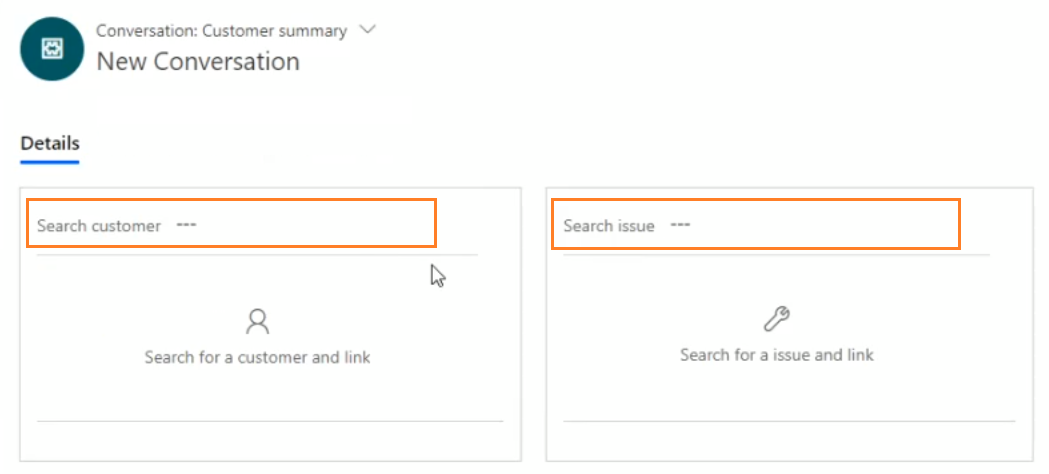 Conversation: Customer summary
New Conversation
Details
Search customer ---
Search issue ---
Search for a customer and link
Search for a issue and link